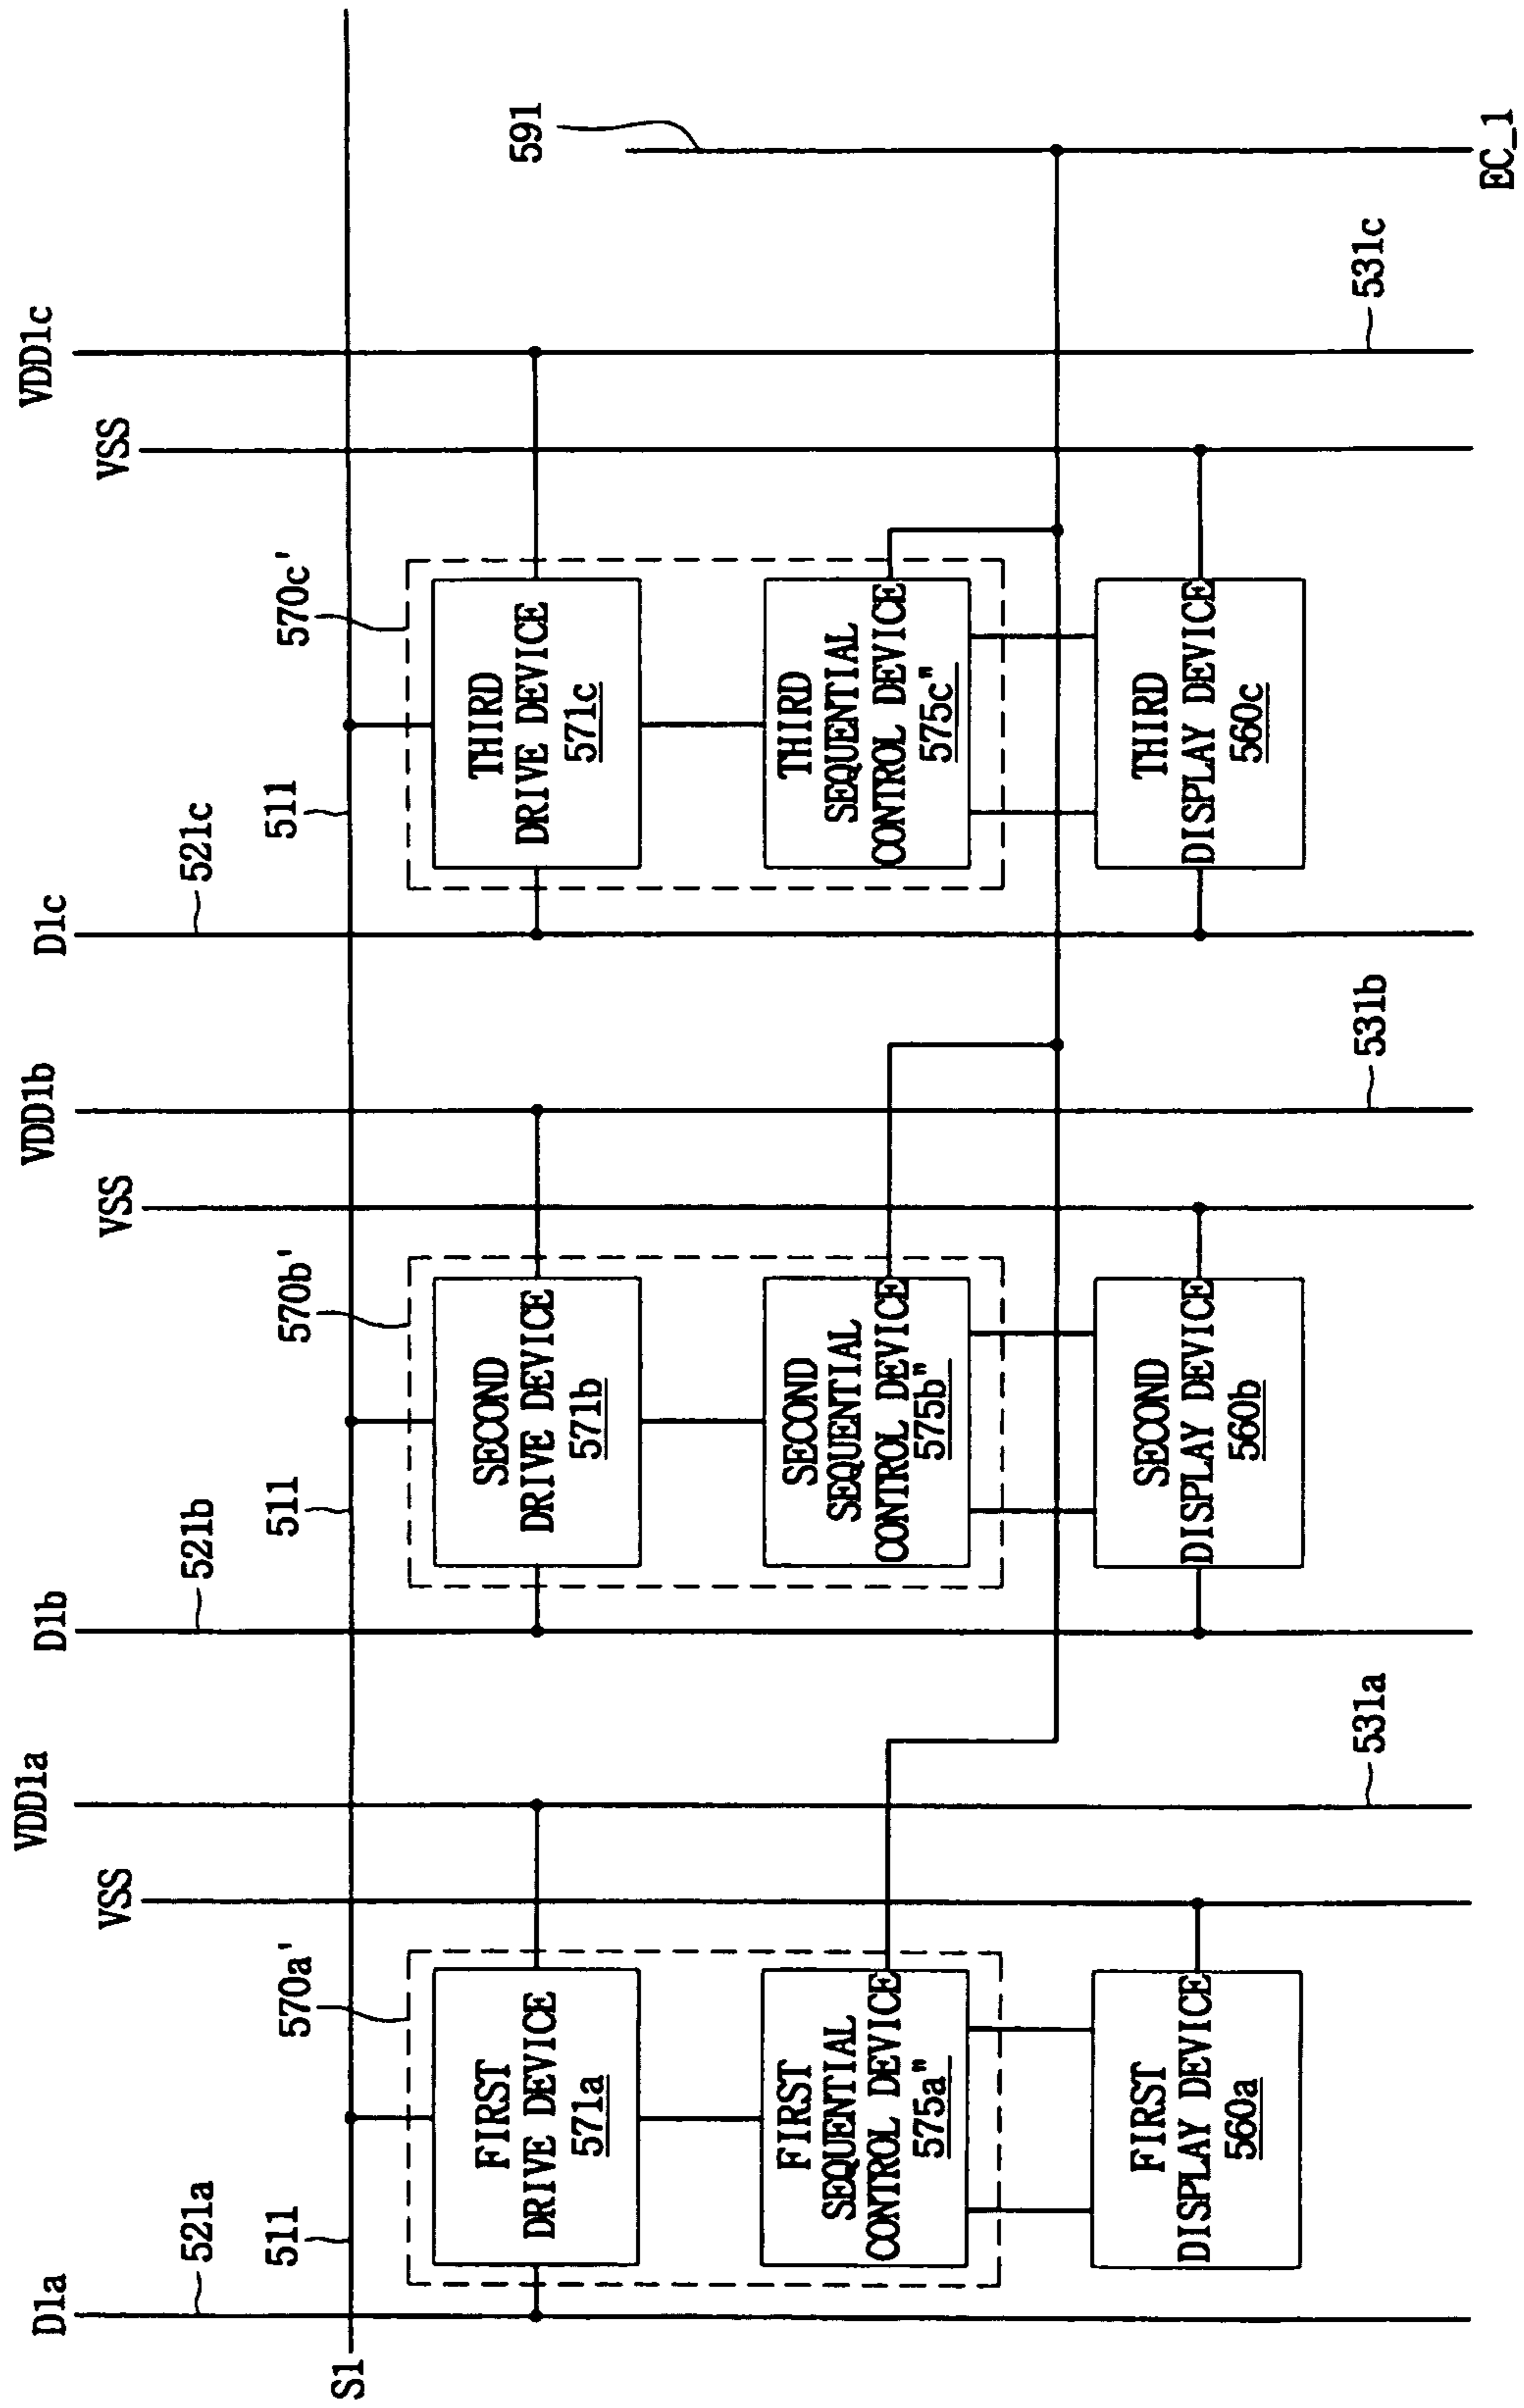 D1a
VSS
VDD1a
D1b
VSS
VDD1b
D1c
VSS
VDD1c
521a
521b
521c
S1
511
570a'
511
570b'
511
570c'
591
FIRST
DRIVE DEVICE
571a
SECOND
DRIVE DEVICE
571b
THIRD
DRIVE DEVICE
571c
FIRST
SEQUENTIAL
CONTROL DEVICE
575a"
SECOND
SEQUENTIAL
CONTROL DEVICE
575b"
THIRD
SEQUENTIAL
CONTROL DEVICE
575c"
FIRST
DISPLAY DEVICE
560a
SECOND
DISPLAY DEVICE
560b
THIRD
DISPLAY DEVICE
560c
531a
531b
531c
EC_1